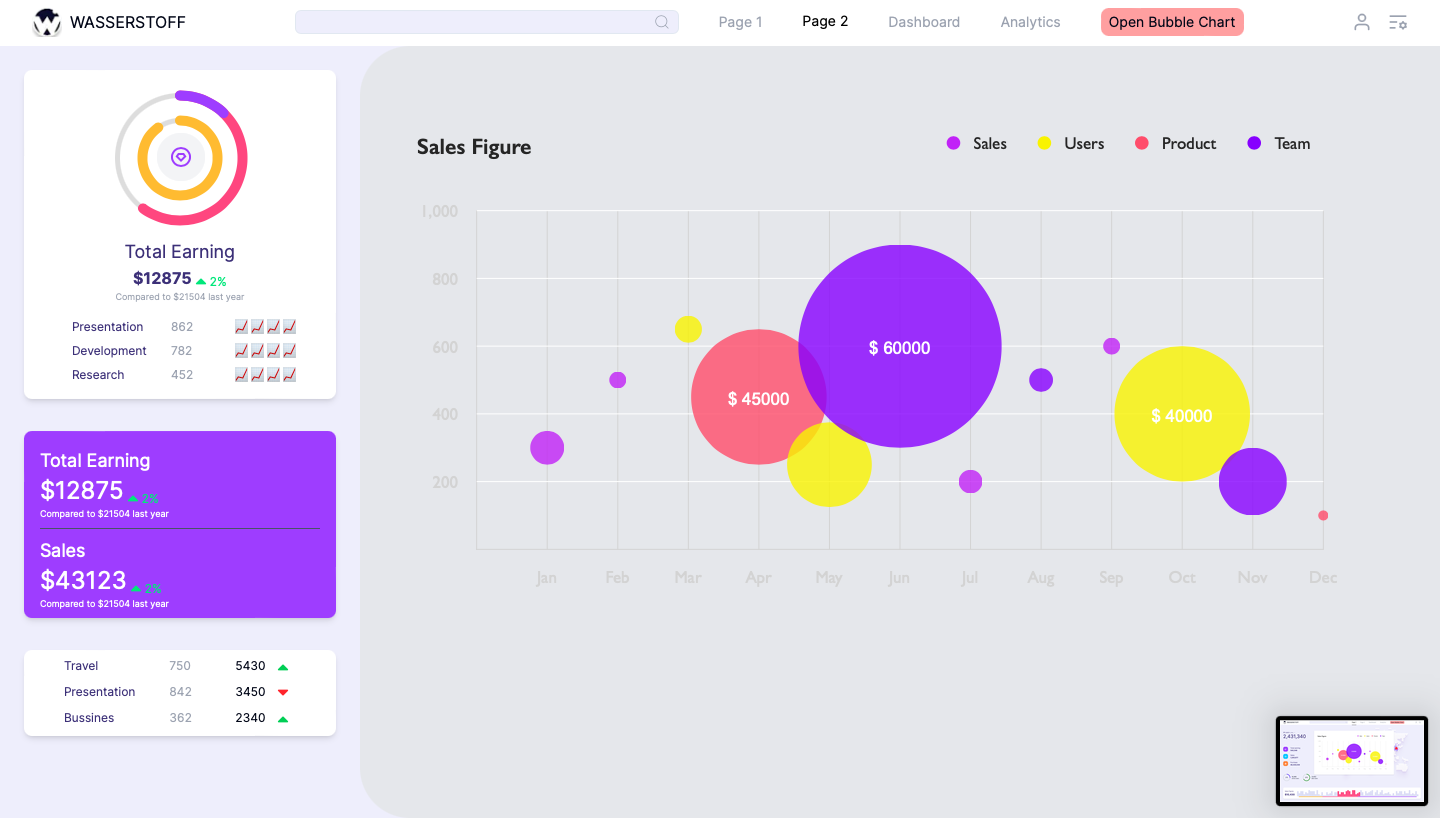 WASSERSTOFF
Page 1
Page 2
Dashboard
Analytics
Open Bubble Chart
Total Earning
$12875 2%
Compared to $21504 last year
Presentation 862
Development 782
Research 452
Total Earning
$12875 2%
Compared to $21504 last year
Sales
$43123 2%
Compared to $21504 last year
Travel 750 5430
Presentation 842 3450
Bussines 362 2340
Sales Figure
Sales Users Product Team
1,000
800
600
400
200
$ 45000
$ 60000
$ 40000
Jan Feb Mar Apr May Jun Jul Aug Sep Oct Nov Dec
2,431,340